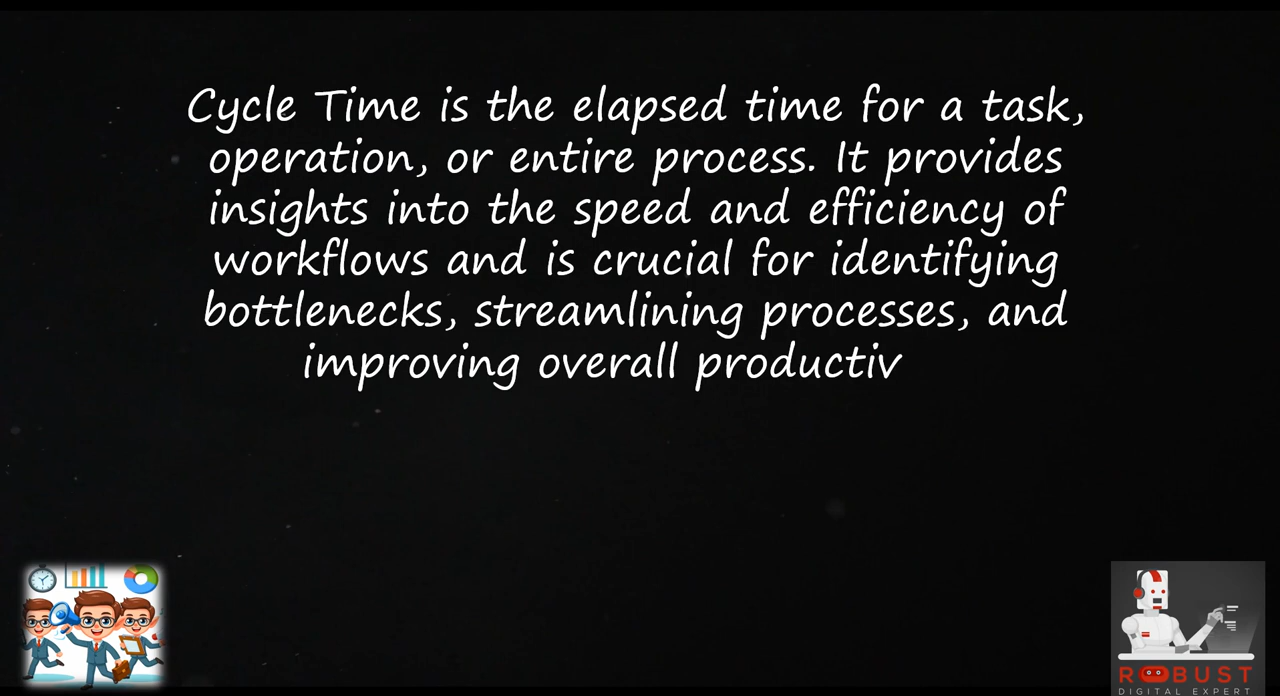 Cycle Time is the elapsed time for a task,
operation, or entire process. It provides
insights into the speed and efficiency of
workflows and is crucial for identifying
bottlenecks, streamlining processes, and
improving overall productiv
ROBUST
DIGITAL EXPERT